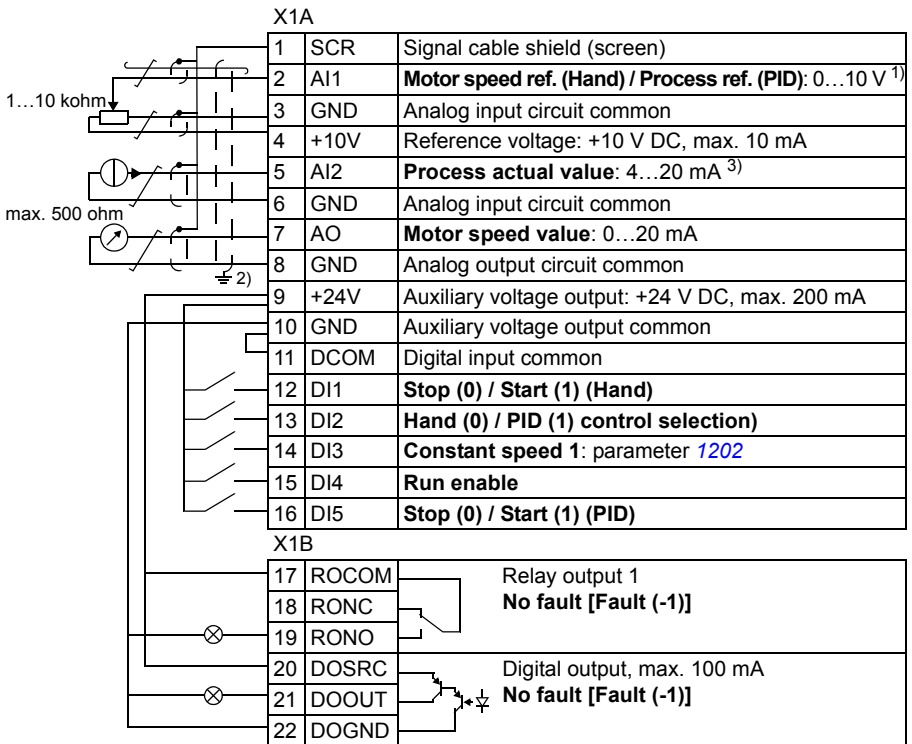 X1A
1 SCR Signal cable shield (screen)
2 AI1 Motor speed ref. (Hand) / Process ref. (PID): 0…10 V 1)
1…10 kohm
3 GND Analog input circuit common
4 +10V Reference voltage: +10 V DC, max. 10 mA
5 AI2 Process actual value: 4…20 mA 3)
6 GND Analog input circuit common
max. 500 ohm
7 AO Motor speed value: 0…20 mA
8 GND Analog output circuit common
2)
9 +24V Auxiliary voltage output: +24 V DC, max. 200 mA
10 GND Auxiliary voltage output common
11 DCOM Digital input common
12 DI1 Stop (0) / Start (1) (Hand)
13 DI2 Hand (0) / PID (1) control selection)
14 DI3 Constant speed 1: parameter 1202
15 DI4 Run enable
16 DI5 Stop (0) / Start (1) (PID)
X1B
17 ROCOM Relay output 1
18 RONC No fault [Fault (-1)]
19 RONO
20 DOSRC Digital output, max. 100 mA
21 DOOUT No fault [Fault (-1)]
22 DOGND